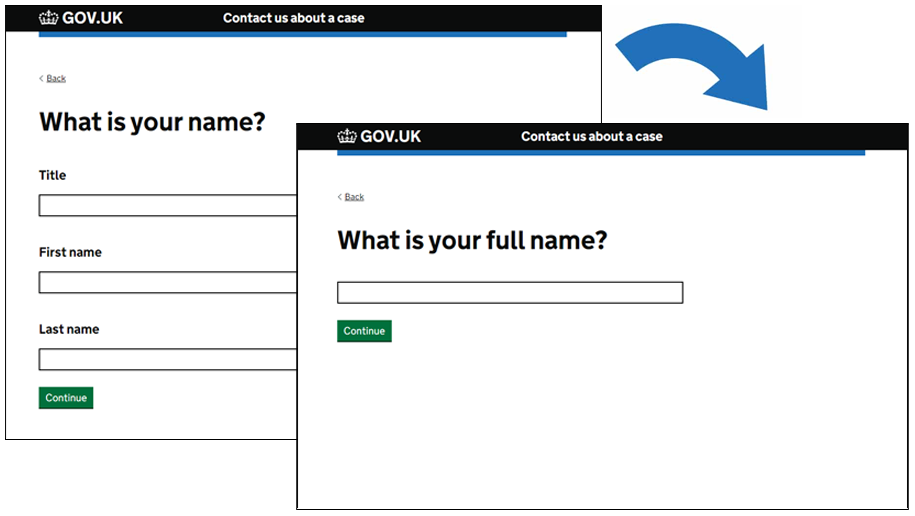 GOV.UK Contact us about a case
< Back
What is your name?
Title
First name
Last name
Continue
GOV.UK Contact us about a case
< Back
What is your full name?
Continue